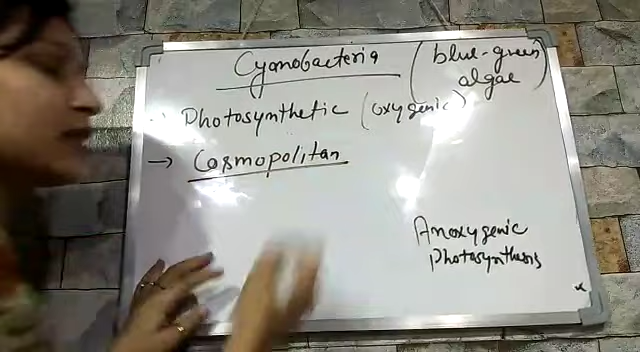 Cyanobacteria (blue-green
algae)
Photosynthetic (oxygenic)
→ Cosmopolitan
Anoxygenic
Photosynthesis